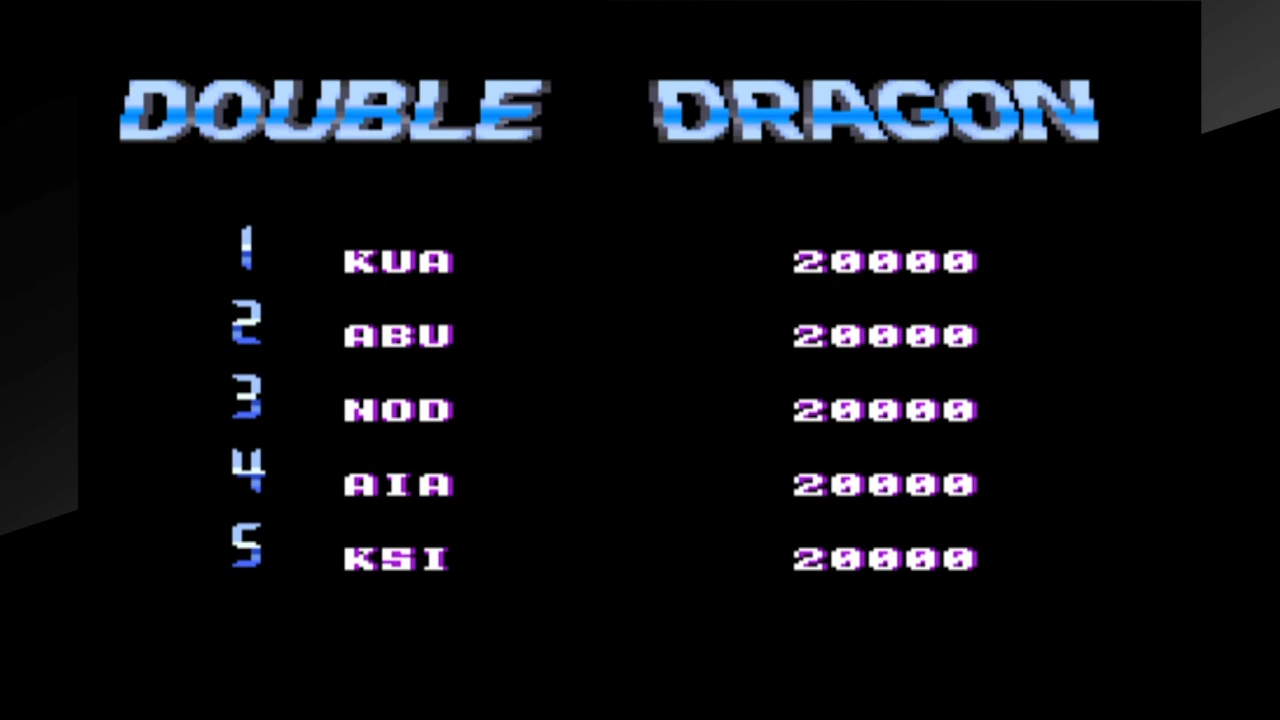 DOUBLE DRAGON
1 KUA 20000
2 ABU 20000
3 NOD 20000
4 AIA 20000
5 KSI 20000